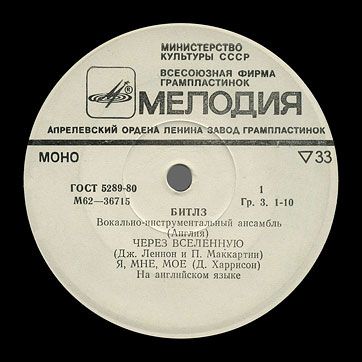 МИНИСТЕРСТВО
КУЛЬТУРЫ СССР
ВСЕСОЮЗНАЯ ФИРМА
ГРАМПЛАСТИНОК
® МЕЛОДИЯ
АПРЕЛЕВСКИЙ ОРДЕНА ЛЕНИНА ЗАВОД ГРАМПЛАСТИНОК
МОНО ▽33
ГОСТ 5289-80 1
М62—36715 Гр. 3. 1-10
БИТЛЗ
Вокально-инструментальный ансамбль
(Англия)
ЧЕРЕЗ ВСЕЛЕННУЮ
(Дж. Леннон и П. Маккартни)
Я, МНЕ, МОЕ (Д. Харрисон)
На английском языке